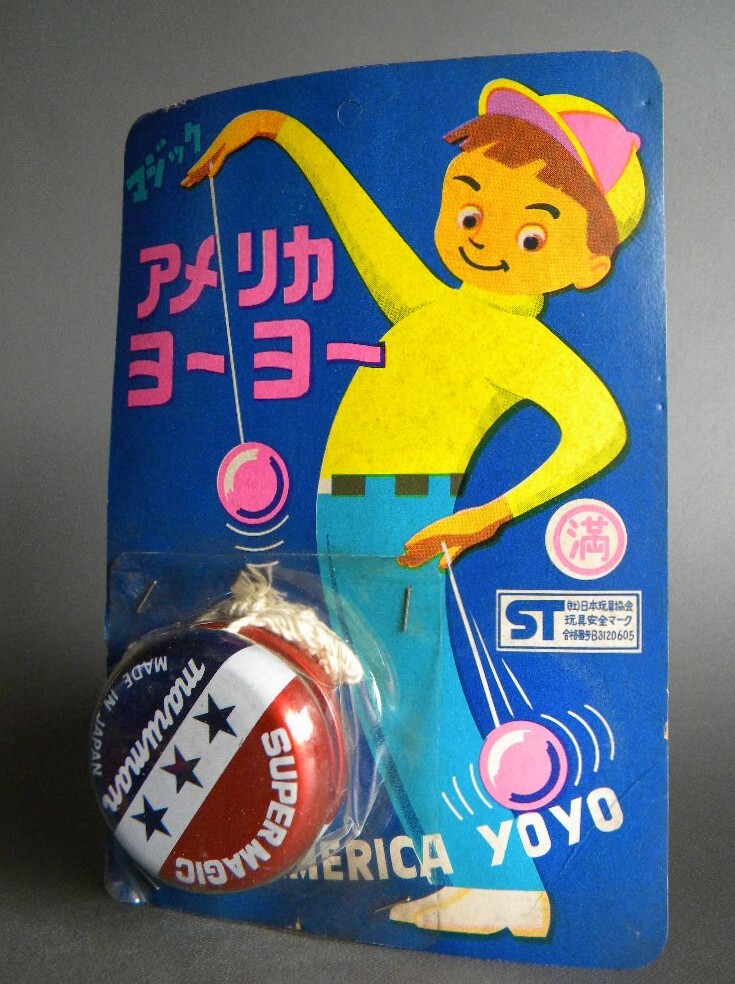 マジック
アメリカ
ヨーヨー
満
ST
(社)日本玩具協会
玩具安全マーク
合格番号B3120605
MADE IN JAPAN
maruman
SUPER MAGIC
MERICA YOYO